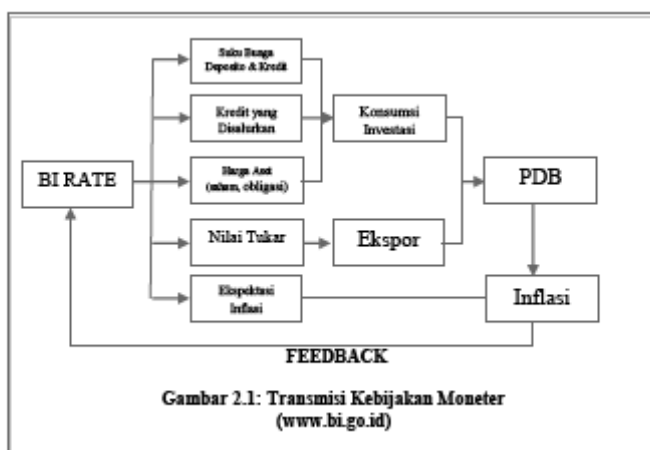 Suku Bunga
Deposito & Kredit
Kredit yang
Disalurkan
Konsumsi
Investasi
BI RATE
Harga Aset
(saham, obligasi)
PDB
Nilai Tukar
Ekspor
Ekspektasi
Inflasi
Inflasi
FEEDBACK
Gambar 2.1: Transmisi Kebijakan Moneter
(www.bi.go.id)